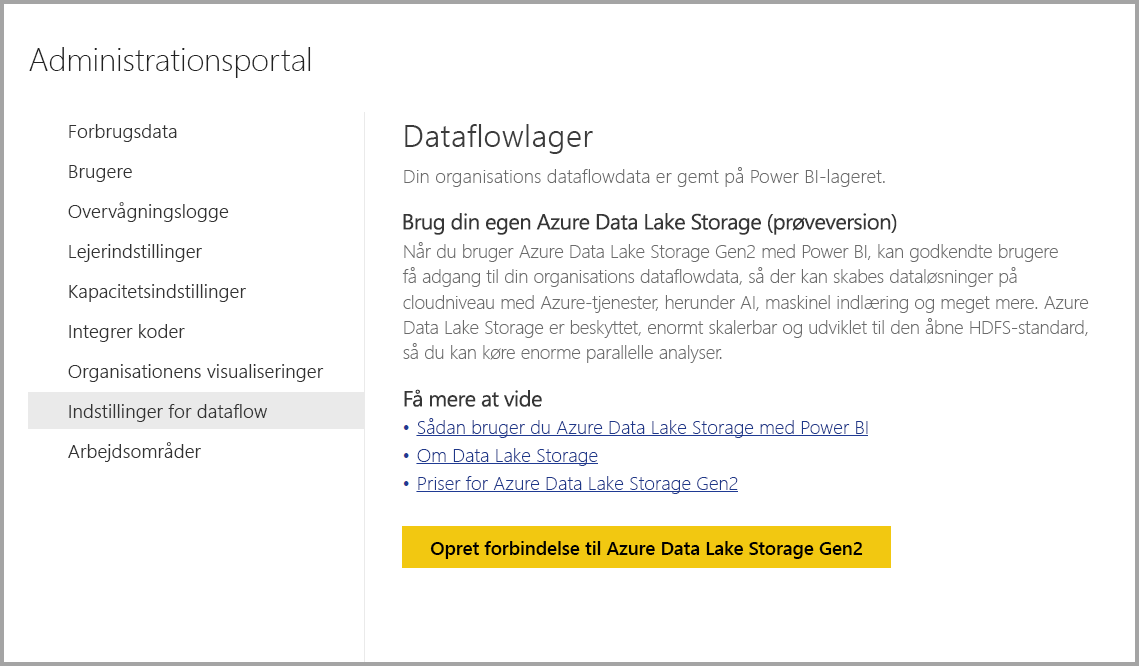 Administrationsportal
Forbrugsdata
Brugere
Overvågningslogge
Lejerindstillinger
Kapacitetsindstillinger
Integrer koder
Organisationens visualiseringer
Indstillinger for dataflow
Arbejdsområder
Dataflowlager
Din organisations dataflowdata er gemt på Power BI-lageret.
Brug din egen Azure Data Lake Storage (prøveversion)
Når du bruger Azure Data Lake Storage Gen2 med Power BI, kan godkendte brugere
få adgang til din organisations dataflowdata, så der kan skabes dataløsninger på
cloudniveau med Azure-tjenester, herunder AI, maskinel indlæring og meget mere. Azure
Data Lake Storage er beskyttet, enormt skalerbar og udviklet til den åbne HDFS-standard,
så du kan køre enorme parallelle analyser.
Få mere at vide
• Sådan bruger du Azure Data Lake Storage med Power BI
• Om Data Lake Storage
• Priser for Azure Data Lake Storage Gen2
Opret forbindelse til Azure Data Lake Storage Gen2